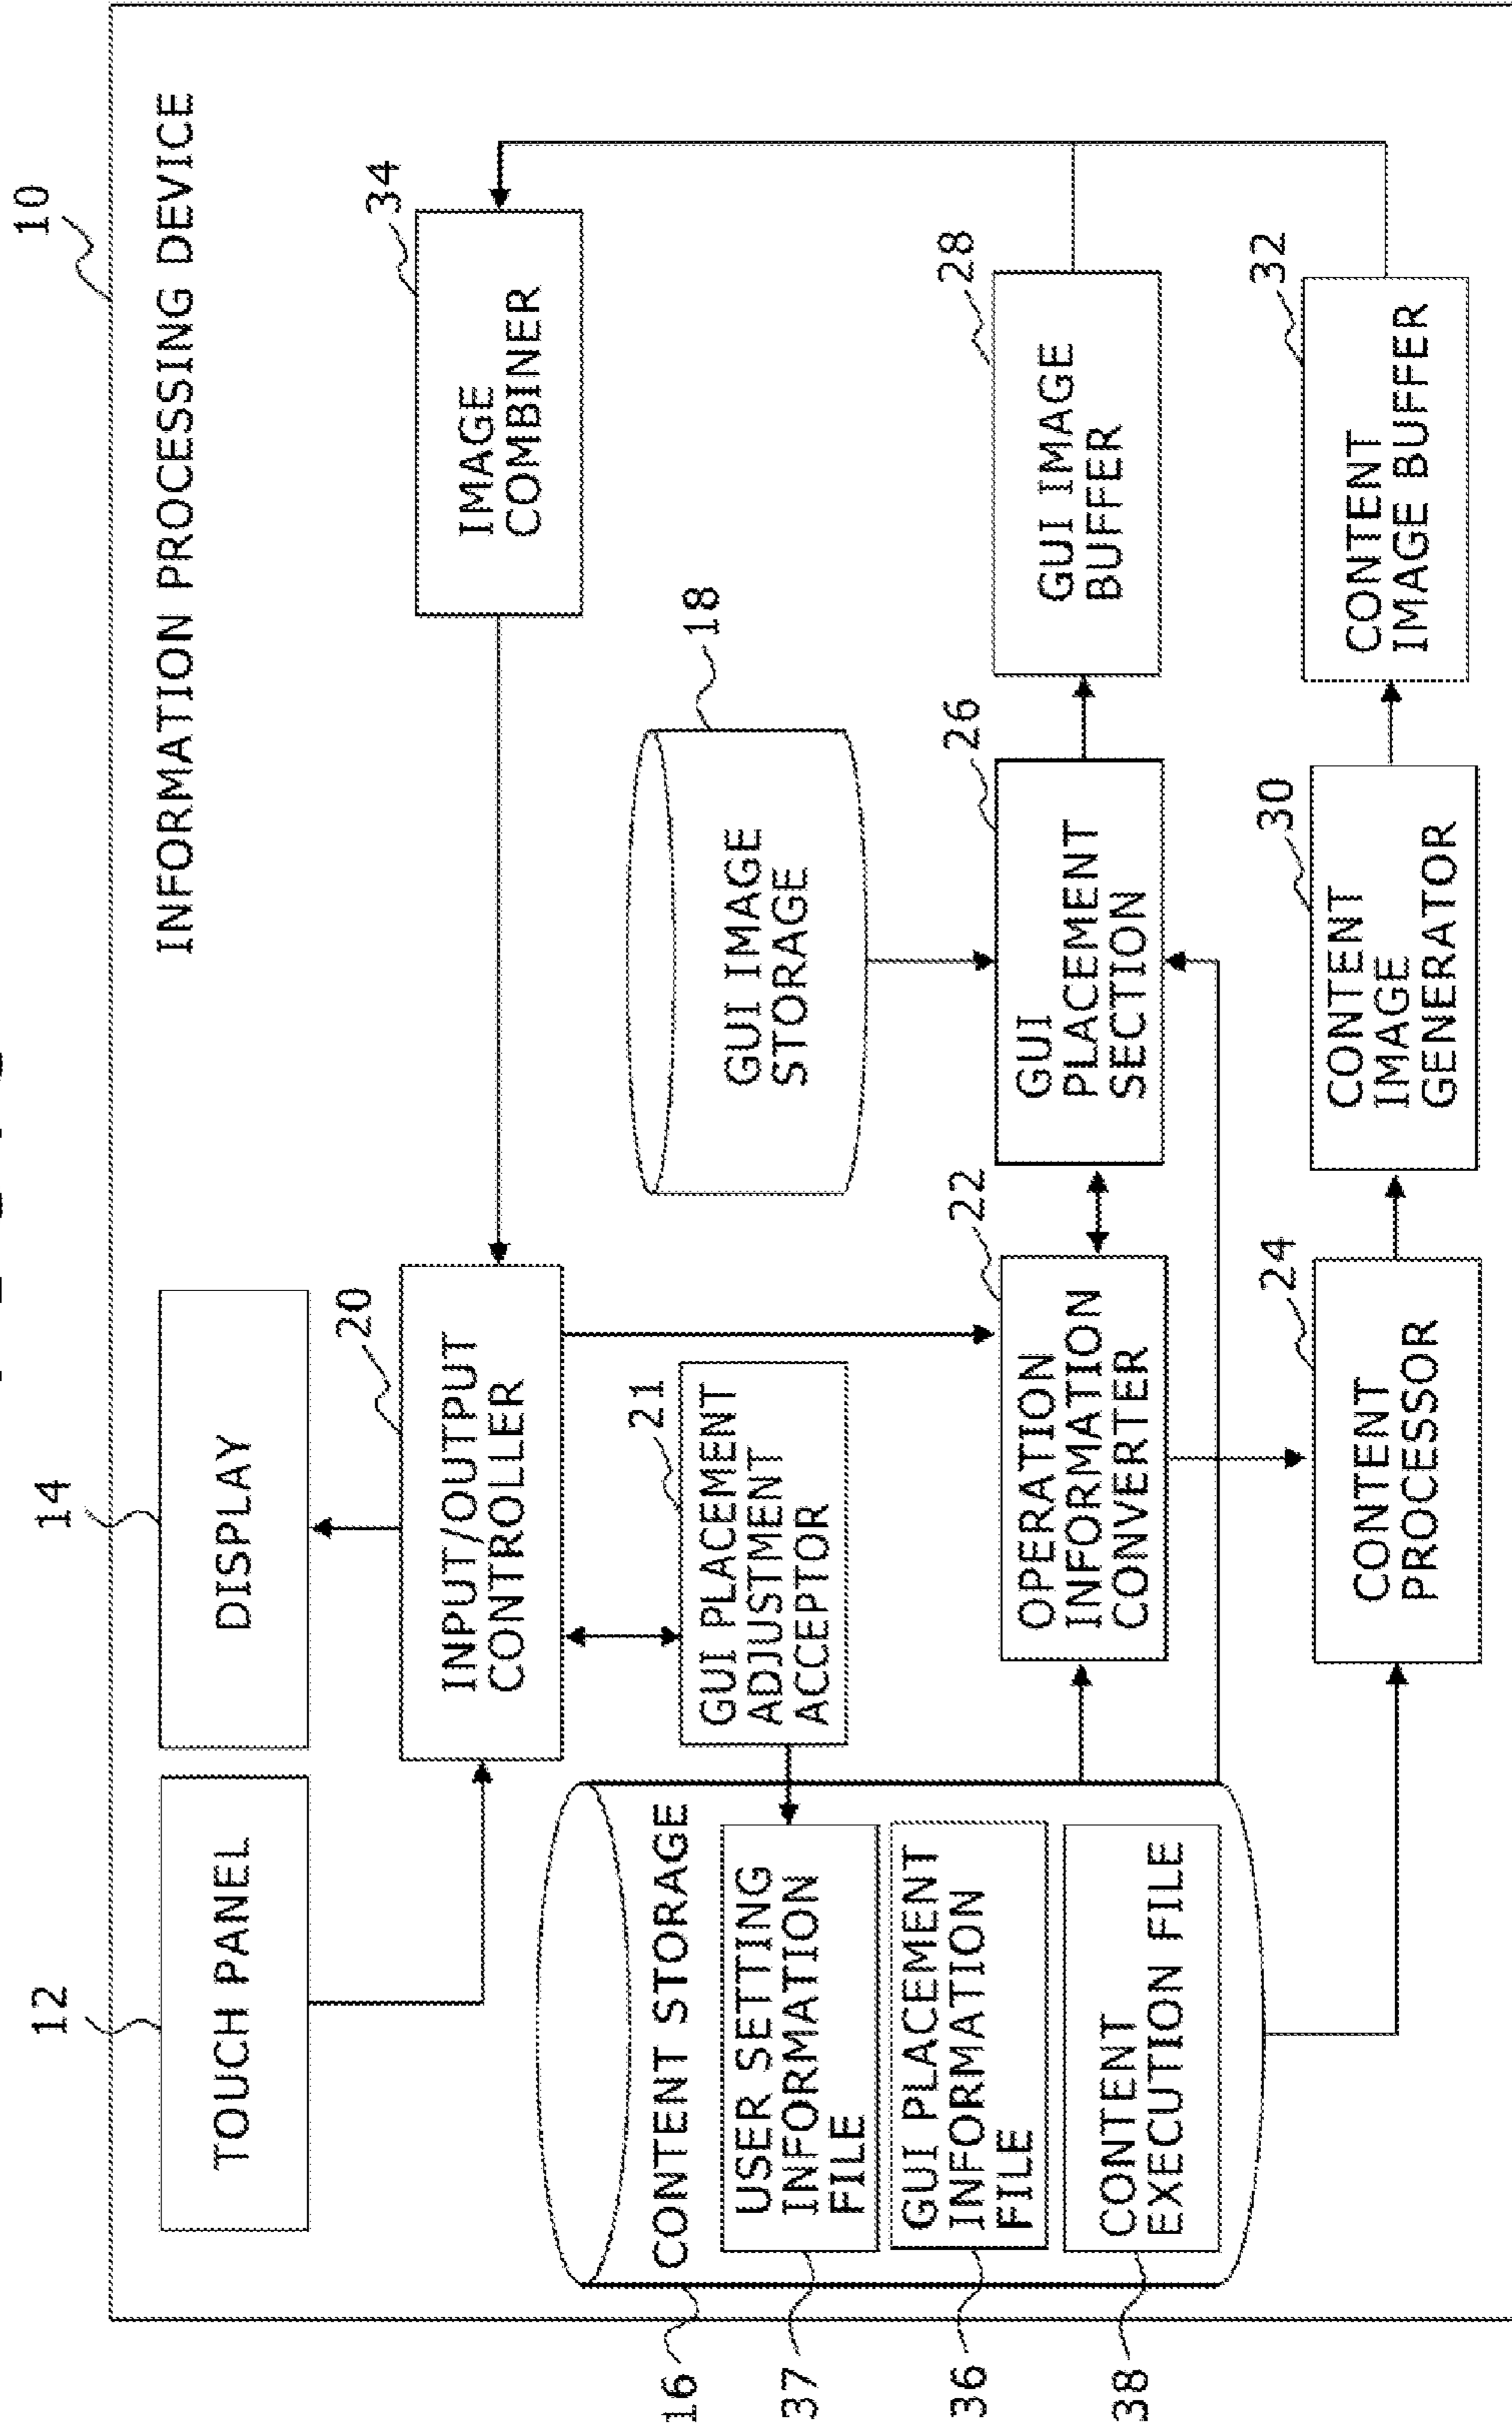 10
INFORMATION PROCESSING DEVICE
12
TOUCH PANEL
14
DISPLAY
20
INPUT/OUTPUT
CONTROLLER
34
IMAGE
COMBINER
16
CONTENT STORAGE
37
USER SETTING
INFORMATION
FILE
36
GUI PLACEMENT
INFORMATION
FILE
38
CONTENT
EXECUTION FILE
21
GUI PLACEMENT
ADJUSTMENT
ACCEPTOR
18
GUI IMAGE
STORAGE
22
OPERATION
INFORMATION
CONVERTER
26
GUI
PLACEMENT
SECTION
28
GUI IMAGE
BUFFER
24
CONTENT
PROCESSOR
30
CONTENT
IMAGE
GENERATOR
32
CONTENT
IMAGE BUFFER